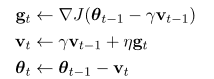 g_t ← ∇J(θ_{t−1} − γv_{t−1})
v_t ← γv_{t−1} + ηg_t
θ_t ← θ_{t−1} − v_t